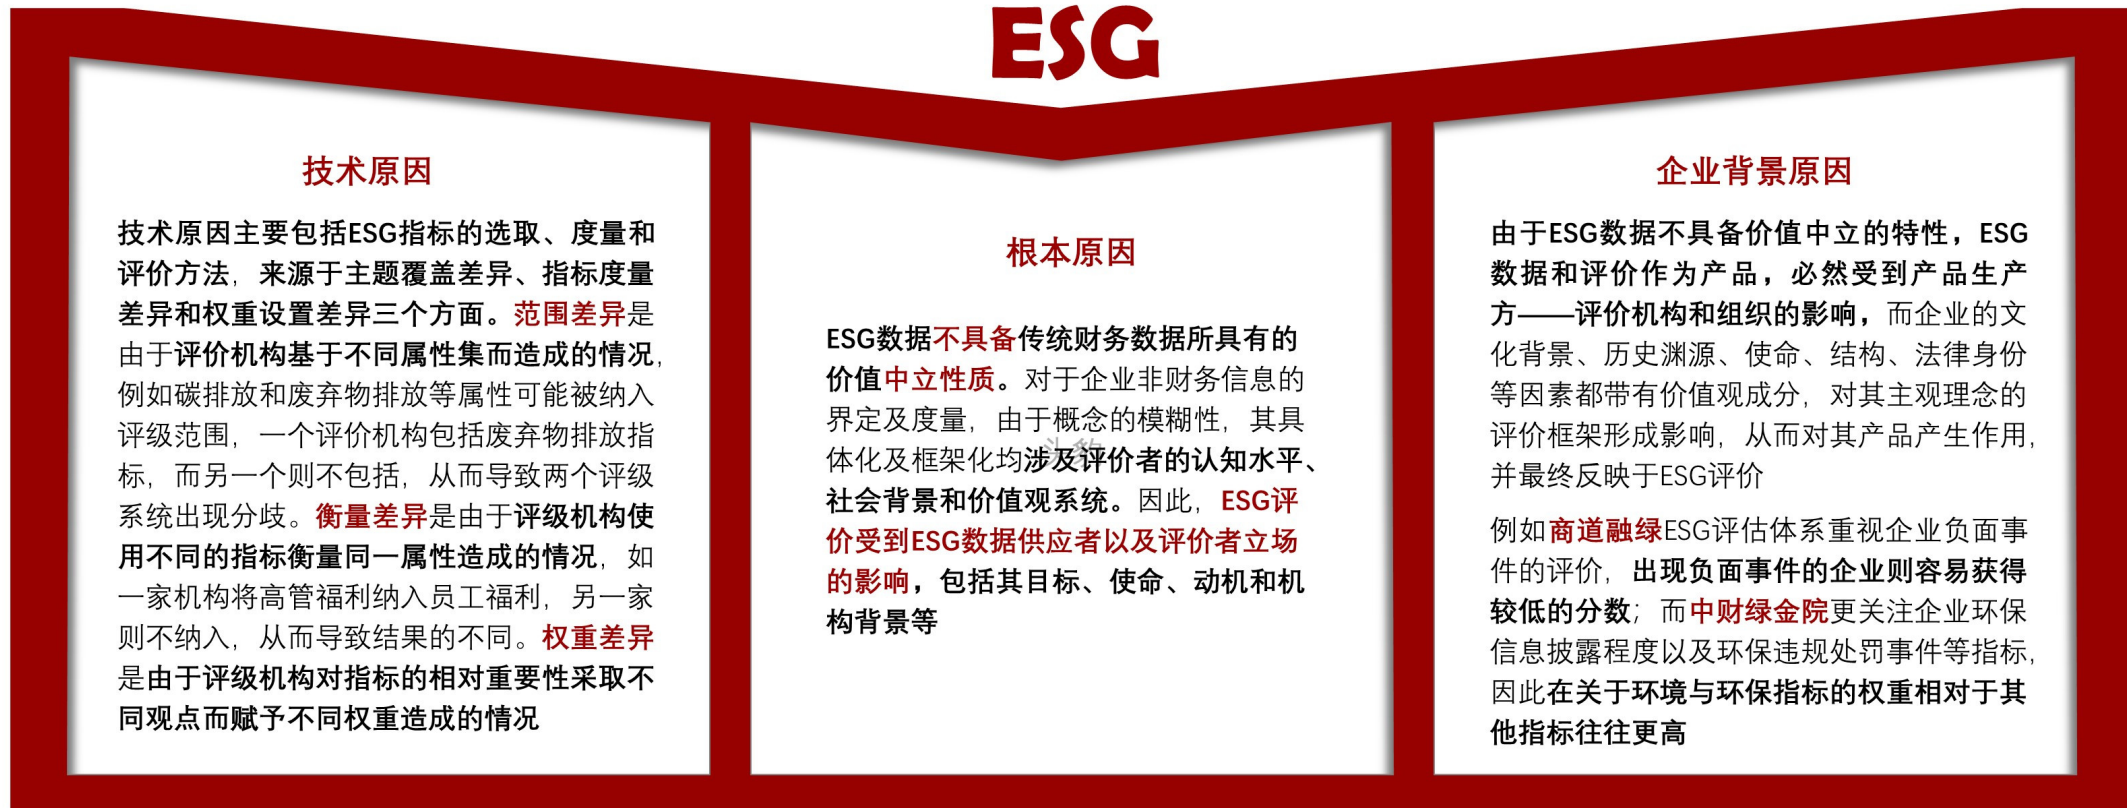 ESG
技术原因
技术原因主要包括ESG指标的选取、度量和
评价方法，来源于主题覆盖差异、指标度量
差异和权重设置差异三个方面。范围差异是
由于评价机构基于不同属性集而造成的情况，
例如碳排放和废弃物排放等属性可能被纳入
评级范围，一个评价机构包括废弃物排放指
标，而另一个则不包括，从而导致两个评级
系统出现分歧。衡量差异是由于评级机构使
用不同的指标衡量同一属性造成的情况，如
一家机构将高管福利纳入员工福利，另一家
则不纳入，从而导致结果的不同。权重差异
是由于评级机构对指标的相对重要性采取不
同观点而赋予不同权重造成的情况
根本原因
ESG数据不具备传统财务数据所具有的
价值中立性质。对于企业非财务信息的
界定及度量，由于概念的模糊性，其具
体化及框架化均涉及评价者的认知水平、
社会背景和价值观系统。因此，ESG评
价受到ESG数据供应者以及评价者立场
的影响，包括其目标、使命、动机和机
构背景等
头豹
企业背景原因
由于ESG数据不具备价值中立的特性，ESG
数据和评价作为产品，必然受到产品生产
方——评价机构和组织的影响，而企业的文
化背景、历史渊源、使命、结构、法律身份
等因素都带有价值观成分，对其主观理念的
评价框架形成影响，从而对其产品产生作用，
并最终反映于ESG评价
例如商道融绿ESG评估体系重视企业负面事
件的评价，出现负面事件的企业则容易获得
较低的分数；而中财绿金院更关注企业环保
信息披露程度以及环保违规处罚事件等指标，
因此在关于环境与环保指标的权重相对于其
他指标往往更高